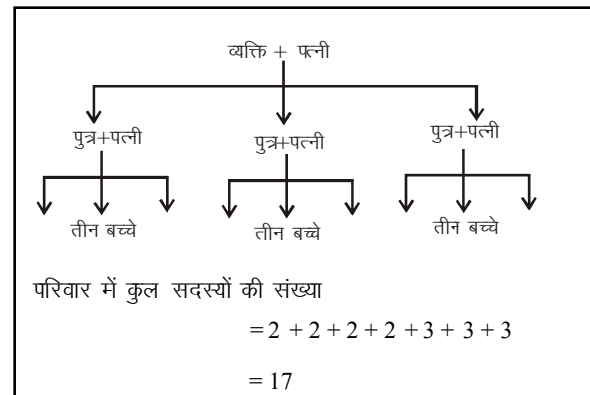 व्यक्ति + पत्नी
पुत्र+पत्नी पुत्र+पत्नी पुत्र+पत्नी
तीन बच्चे तीन बच्चे तीन बच्चे
परिवार में कुल सदस्यों की संख्या
= 2 + 2 + 2 + 2 + 3 + 3 + 3
= 17